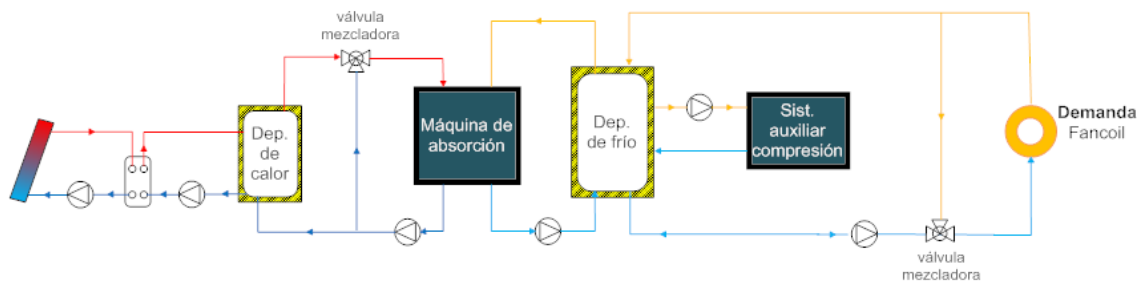 válvula
mezcladora
Dep.
de
calor
Máquina de
absorción
Dep.
de frío
Sist.
auxiliar
compresión
Demanda
Fancoil
válvula
mezcladora